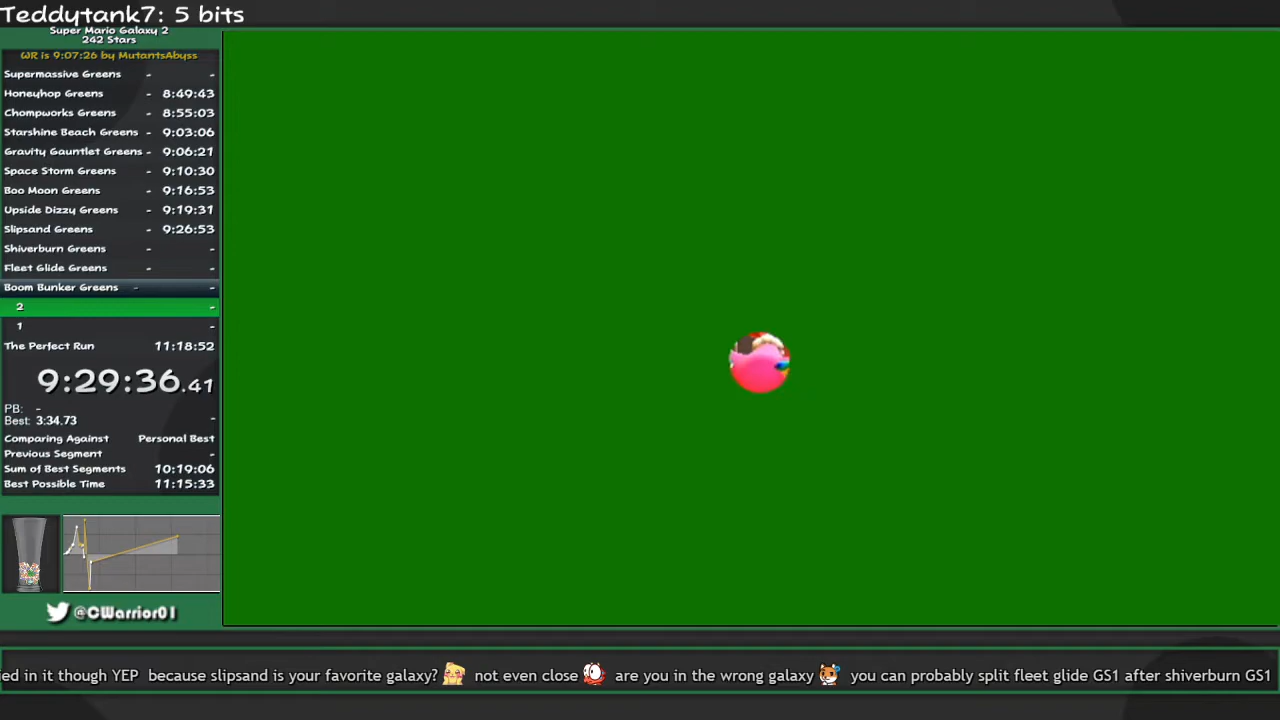 Teddytank7: 5 bits
Super Mario Galaxy 2
242 Stars
WR is 9:07:26 by MutantsAbyss
Supermassive Greens - -
Honeyhop Greens - 8:49:43
Chompworks Greens - 8:55:03
Starshine Beach Greens - 9:03:06
Gravity Gauntlet Greens - 9:06:21
Space Storm Greens - 9:10:30
Boo Moon Greens - 9:16:53
Upside Dizzy Greens - 9:19:31
Slipsand Greens - 9:26:53
Shiverburn Greens - -
Fleet Glide Greens - -
Boom Bunker Greens - -
2 -
1 -
The Perfect Run 11:18:52
9:29:36.41
PB: -
Best: 3:34.73 -
Comparing Against Personal Best
Previous Segment -
Sum of Best Segments 10:19:06
Best Possible Time 11:15:33
@CWarrior01
ied in it though YEP because slipsand is your favorite galaxy? not even close are you in the wrong galaxy you can probably split fleet glide GS1 after shiverburn GS1